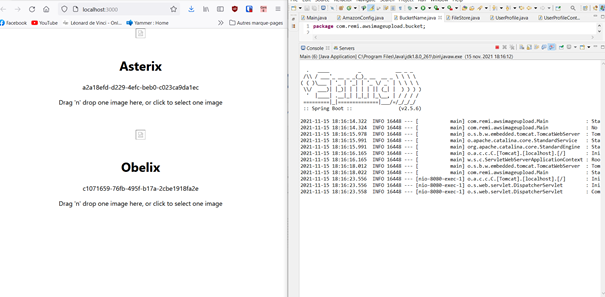 localhost:3000
Facebook YouTube Léonard de Vinci - Onl... Yammer : Home Autres marque-pages
Asterix
a2a18efd-d229-4efc-beb0-c023ca9da1ec
Drag 'n' drop one image here, or click to select one image
Obelix
c1071659-76fb-495f-b17a-2cbe1918fa2e
Drag 'n' drop one image here, or click to select one image
Main.java AmazonConfig.java BucketName.java FileStore.java UserProfile.java UserProfileCont...
package com.remi.awsimageupload.bucket;
Console Servers
Main (6) [Java Application] C:\Program Files\Java\jdk1.8.0_261\bin\javaw.exe (15 nov. 2021 18:16:12)
:: Spring Boot :: (v2.5.6)
2021-11-15 18:16:14.322 INFO 16448 --- [ main] com.remi.awsimageupload.Main : Sta
2021-11-15 18:16:14.324 INFO 16448 --- [ main] com.remi.awsimageupload.Main : No
2021-11-15 18:16:15.978 INFO 16448 --- [ main] o.s.b.w.embedded.tomcat.TomcatWebServer : Tom
2021-11-15 18:16:15.991 INFO 16448 --- [ main] o.apache.catalina.core.StandardService : Sta
2021-11-15 18:16:15.991 INFO 16448 --- [ main] org.apache.catalina.core.StandardEngine : Sta
2021-11-15 18:16:16.165 INFO 16448 --- [ main] o.a.c.c.C.[Tomcat].[localhost].[/] : Ini
2021-11-15 18:16:16.165 INFO 16448 --- [ main] w.s.c.ServletWebServerApplicationContext : Roo
2021-11-15 18:16:18.012 INFO 16448 --- [ main] o.s.b.w.embedded.tomcat.TomcatWebServer : Tom
2021-11-15 18:16:18.022 INFO 16448 --- [ main] com.remi.awsimageupload.Main : Sta
2021-11-15 18:16:23.556 INFO 16448 --- [nio-8080-exec-1] o.a.c.c.C.[Tomcat].[localhost].[/] : Ini
2021-11-15 18:16:23.556 INFO 16448 --- [nio-8080-exec-1] o.s.web.servlet.DispatcherServlet : Ini
2021-11-15 18:16:23.558 INFO 16448 --- [nio-8080-exec-1] o.s.web.servlet.DispatcherServlet : Com